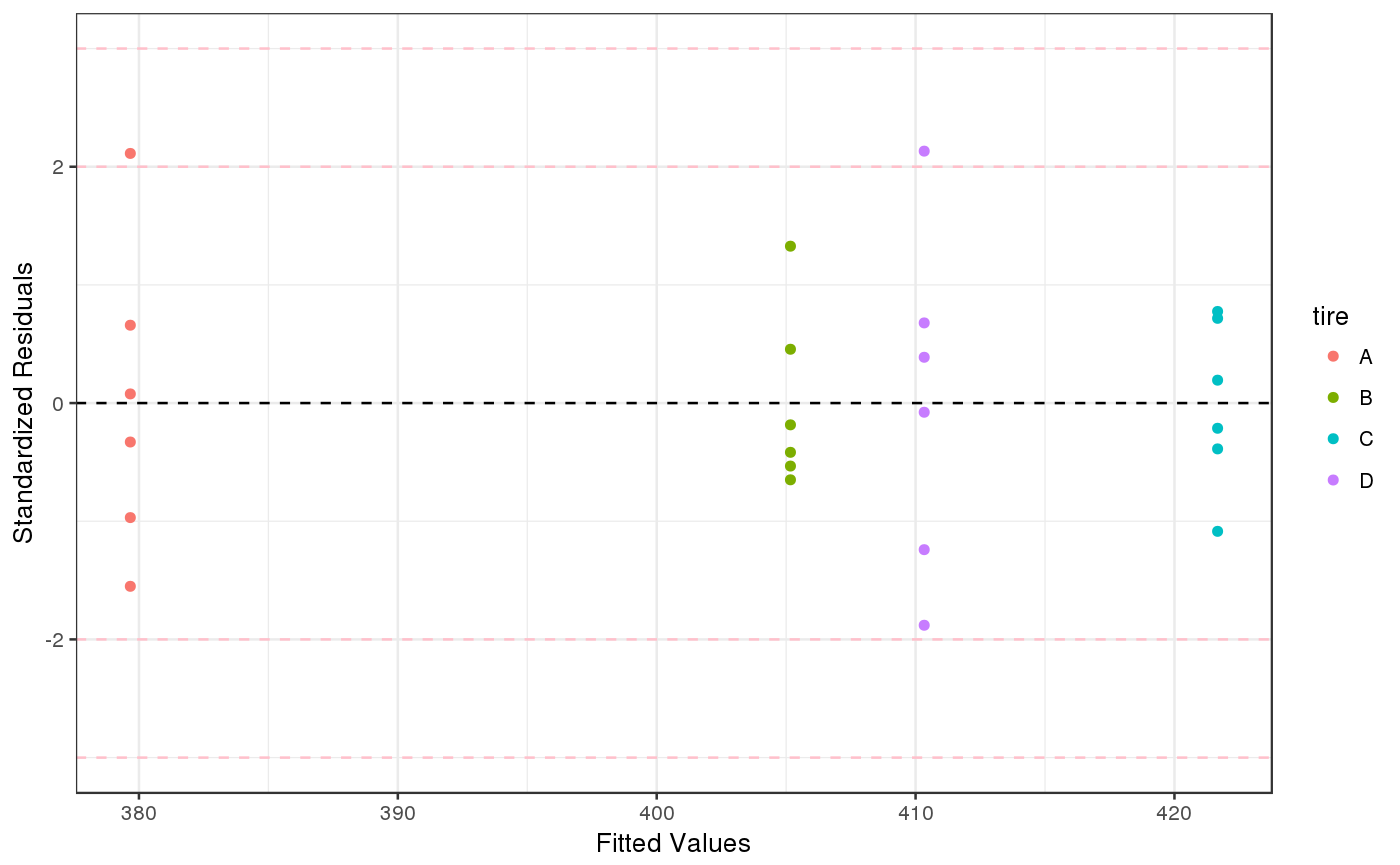 2
0
-2
380
390
400
410
420
Fitted Values
Standardized Residuals
tire
A
B
C
D